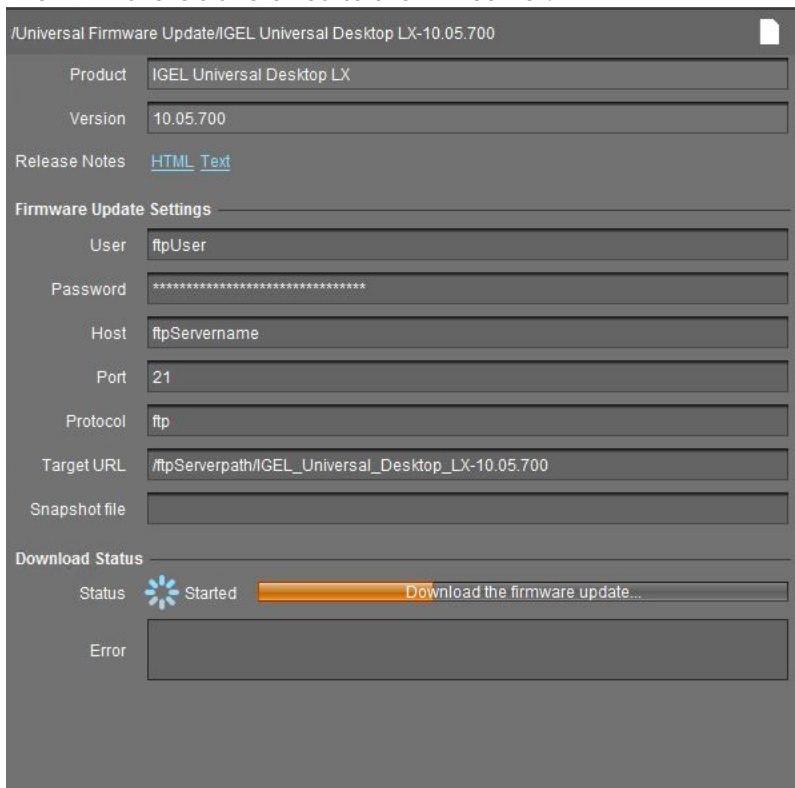 /Universal Firmware Update/IGEL Universal Desktop LX-10.05.700
Product IGEL Universal Desktop LX
Version 10.05.700
Release Notes HTML Text
Firmware Update Settings
User ftpUser
Password ********************************
Host ftpServername
Port 21
Protocol ftp
Target URL /ftpServerpath/IGEL_Universal_Desktop_LX-10.05.700
Snapshot file
Download Status
Status Started Download the firmware update...
Error